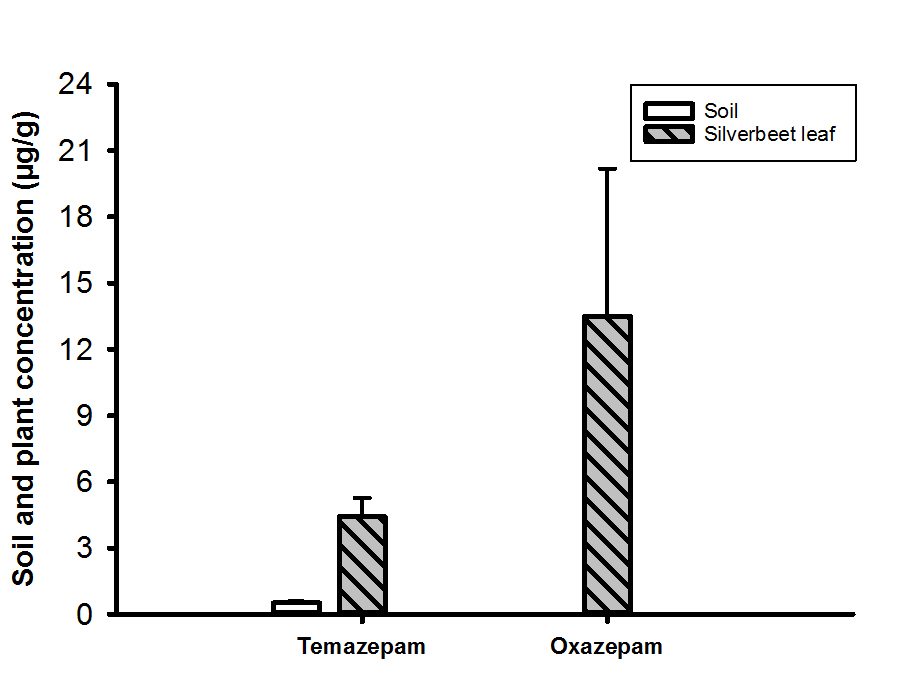 Soil and plant concentration (µg/g)
24
21
18
15
12
9
6
3
0
Soil
Silverbeet leaf
Temazepam
Oxazepam